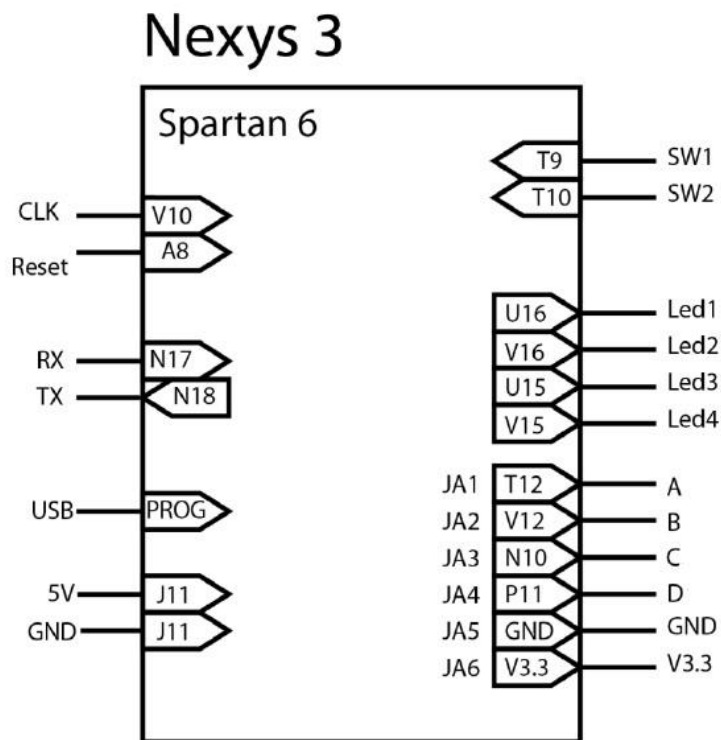 Nexys 3
Spartan 6
T9 SW1
T10 SW2
CLK V10
Reset A8
U16 Led1
RX N17 V16 Led2
TX N18 U15 Led3
V15 Led4
JA1 T12 A
USB PROG JA2 V12 B
JA3 N10 C
5V J11 JA4 P11 D
GND J11 JA5 GND GND
JA6 V3.3 V3.3